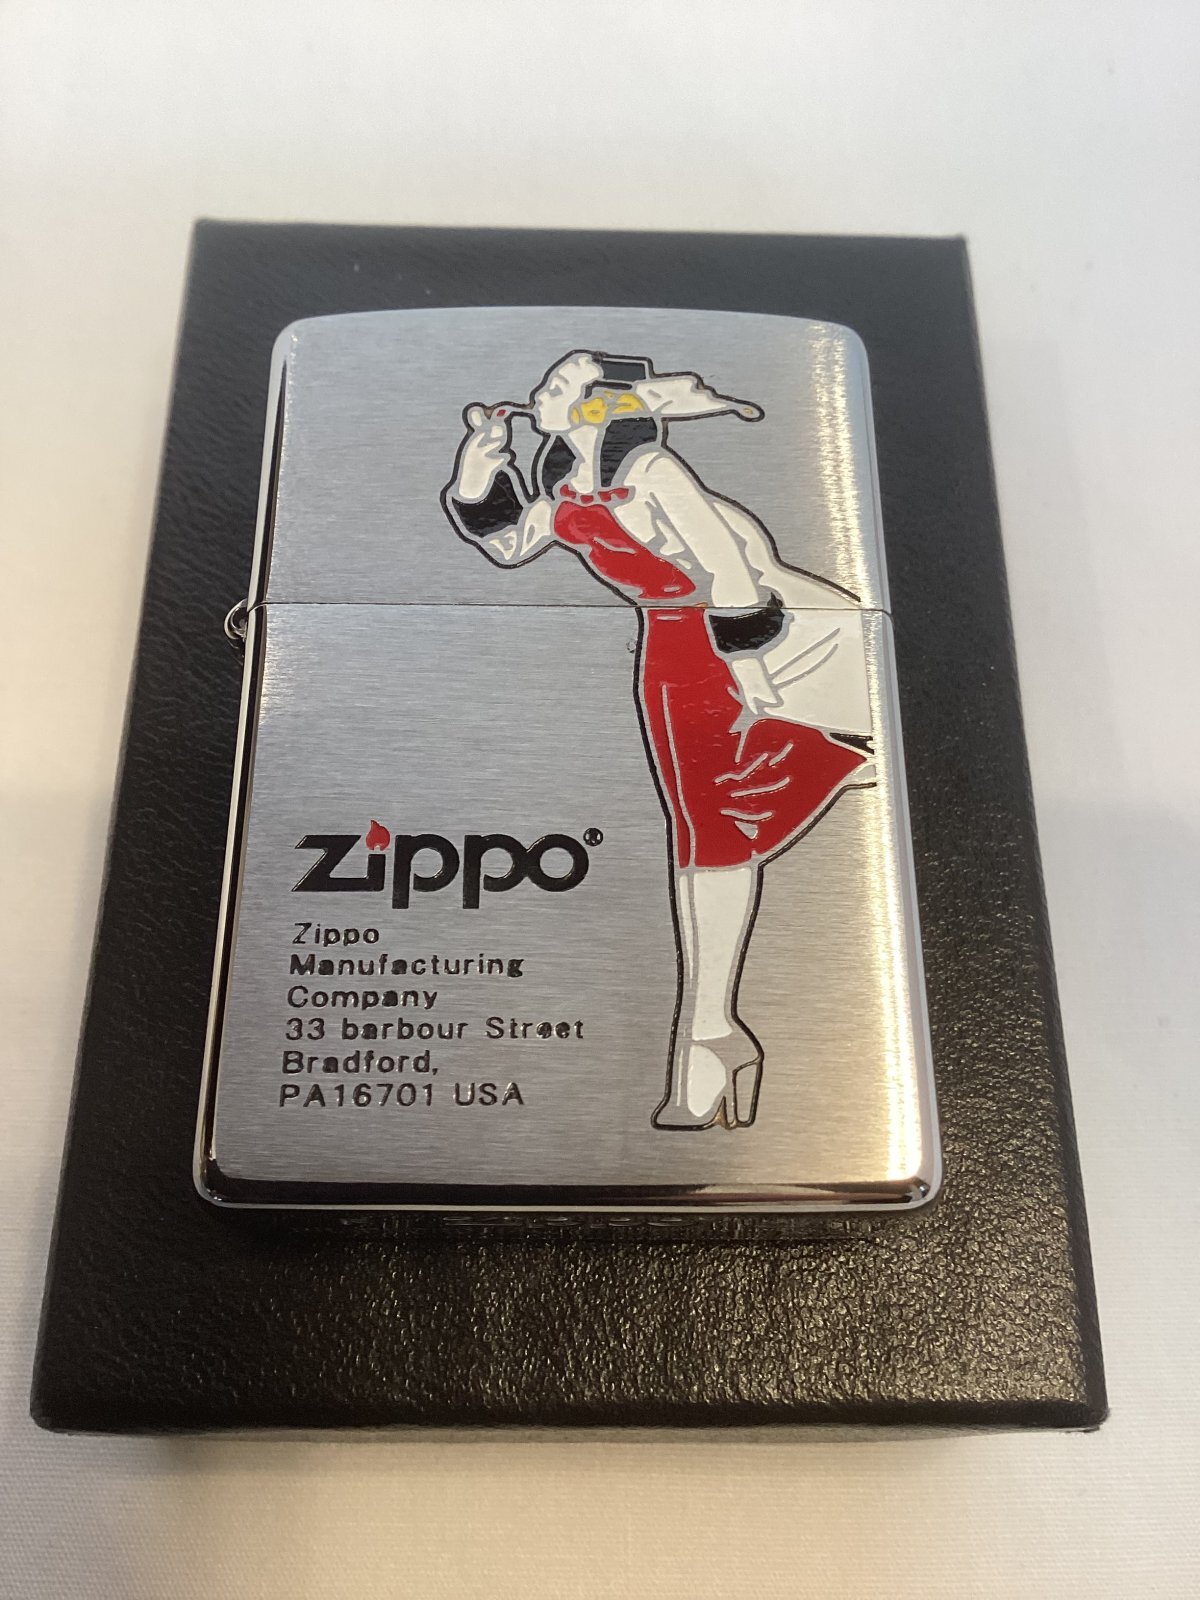 zippo®
Zippo
Manufacturing
Company
33 barbour Street
Bradford,
PA16701 USA